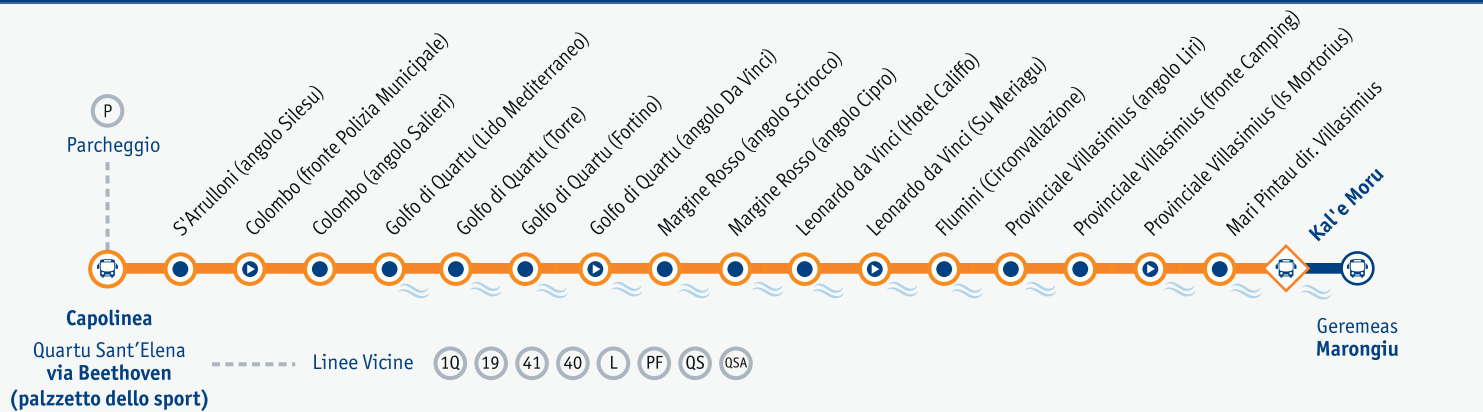 P
Parcheggio
S'Arrulloni (angolo Silesu)
Colombo (fronte Polizia Municipale)
Colombo (angolo Salieri)
Golfo di Quartu (Lido Mediterraneo)
Golfo di Quartu (Torre)
Golfo di Quartu (Fortino)
Golfo di Quartu (angolo Da Vinci)
Margine Rosso (angolo Scirocco)
Margine Rosso (angolo Cipro)
Leonardo da Vinci (Hotel Califfo)
Leonardo da Vinci (Su Meriagu)
Flumini (Circonvallazione)
Provinciale Villasimius (angolo Liri)
Provinciale Villasimius (fronte Camping)
Provinciale Villasimius (Is Mortorius)
Mari Pintau dir. Villasimius
Kal'e Moru
Capolinea
Quartu Sant'Elena
via Beethoven
(palzzetto dello sport)
Linee Vicine
1Q 19 41 40 L PF QS QSA
Geremeas
Marongiu